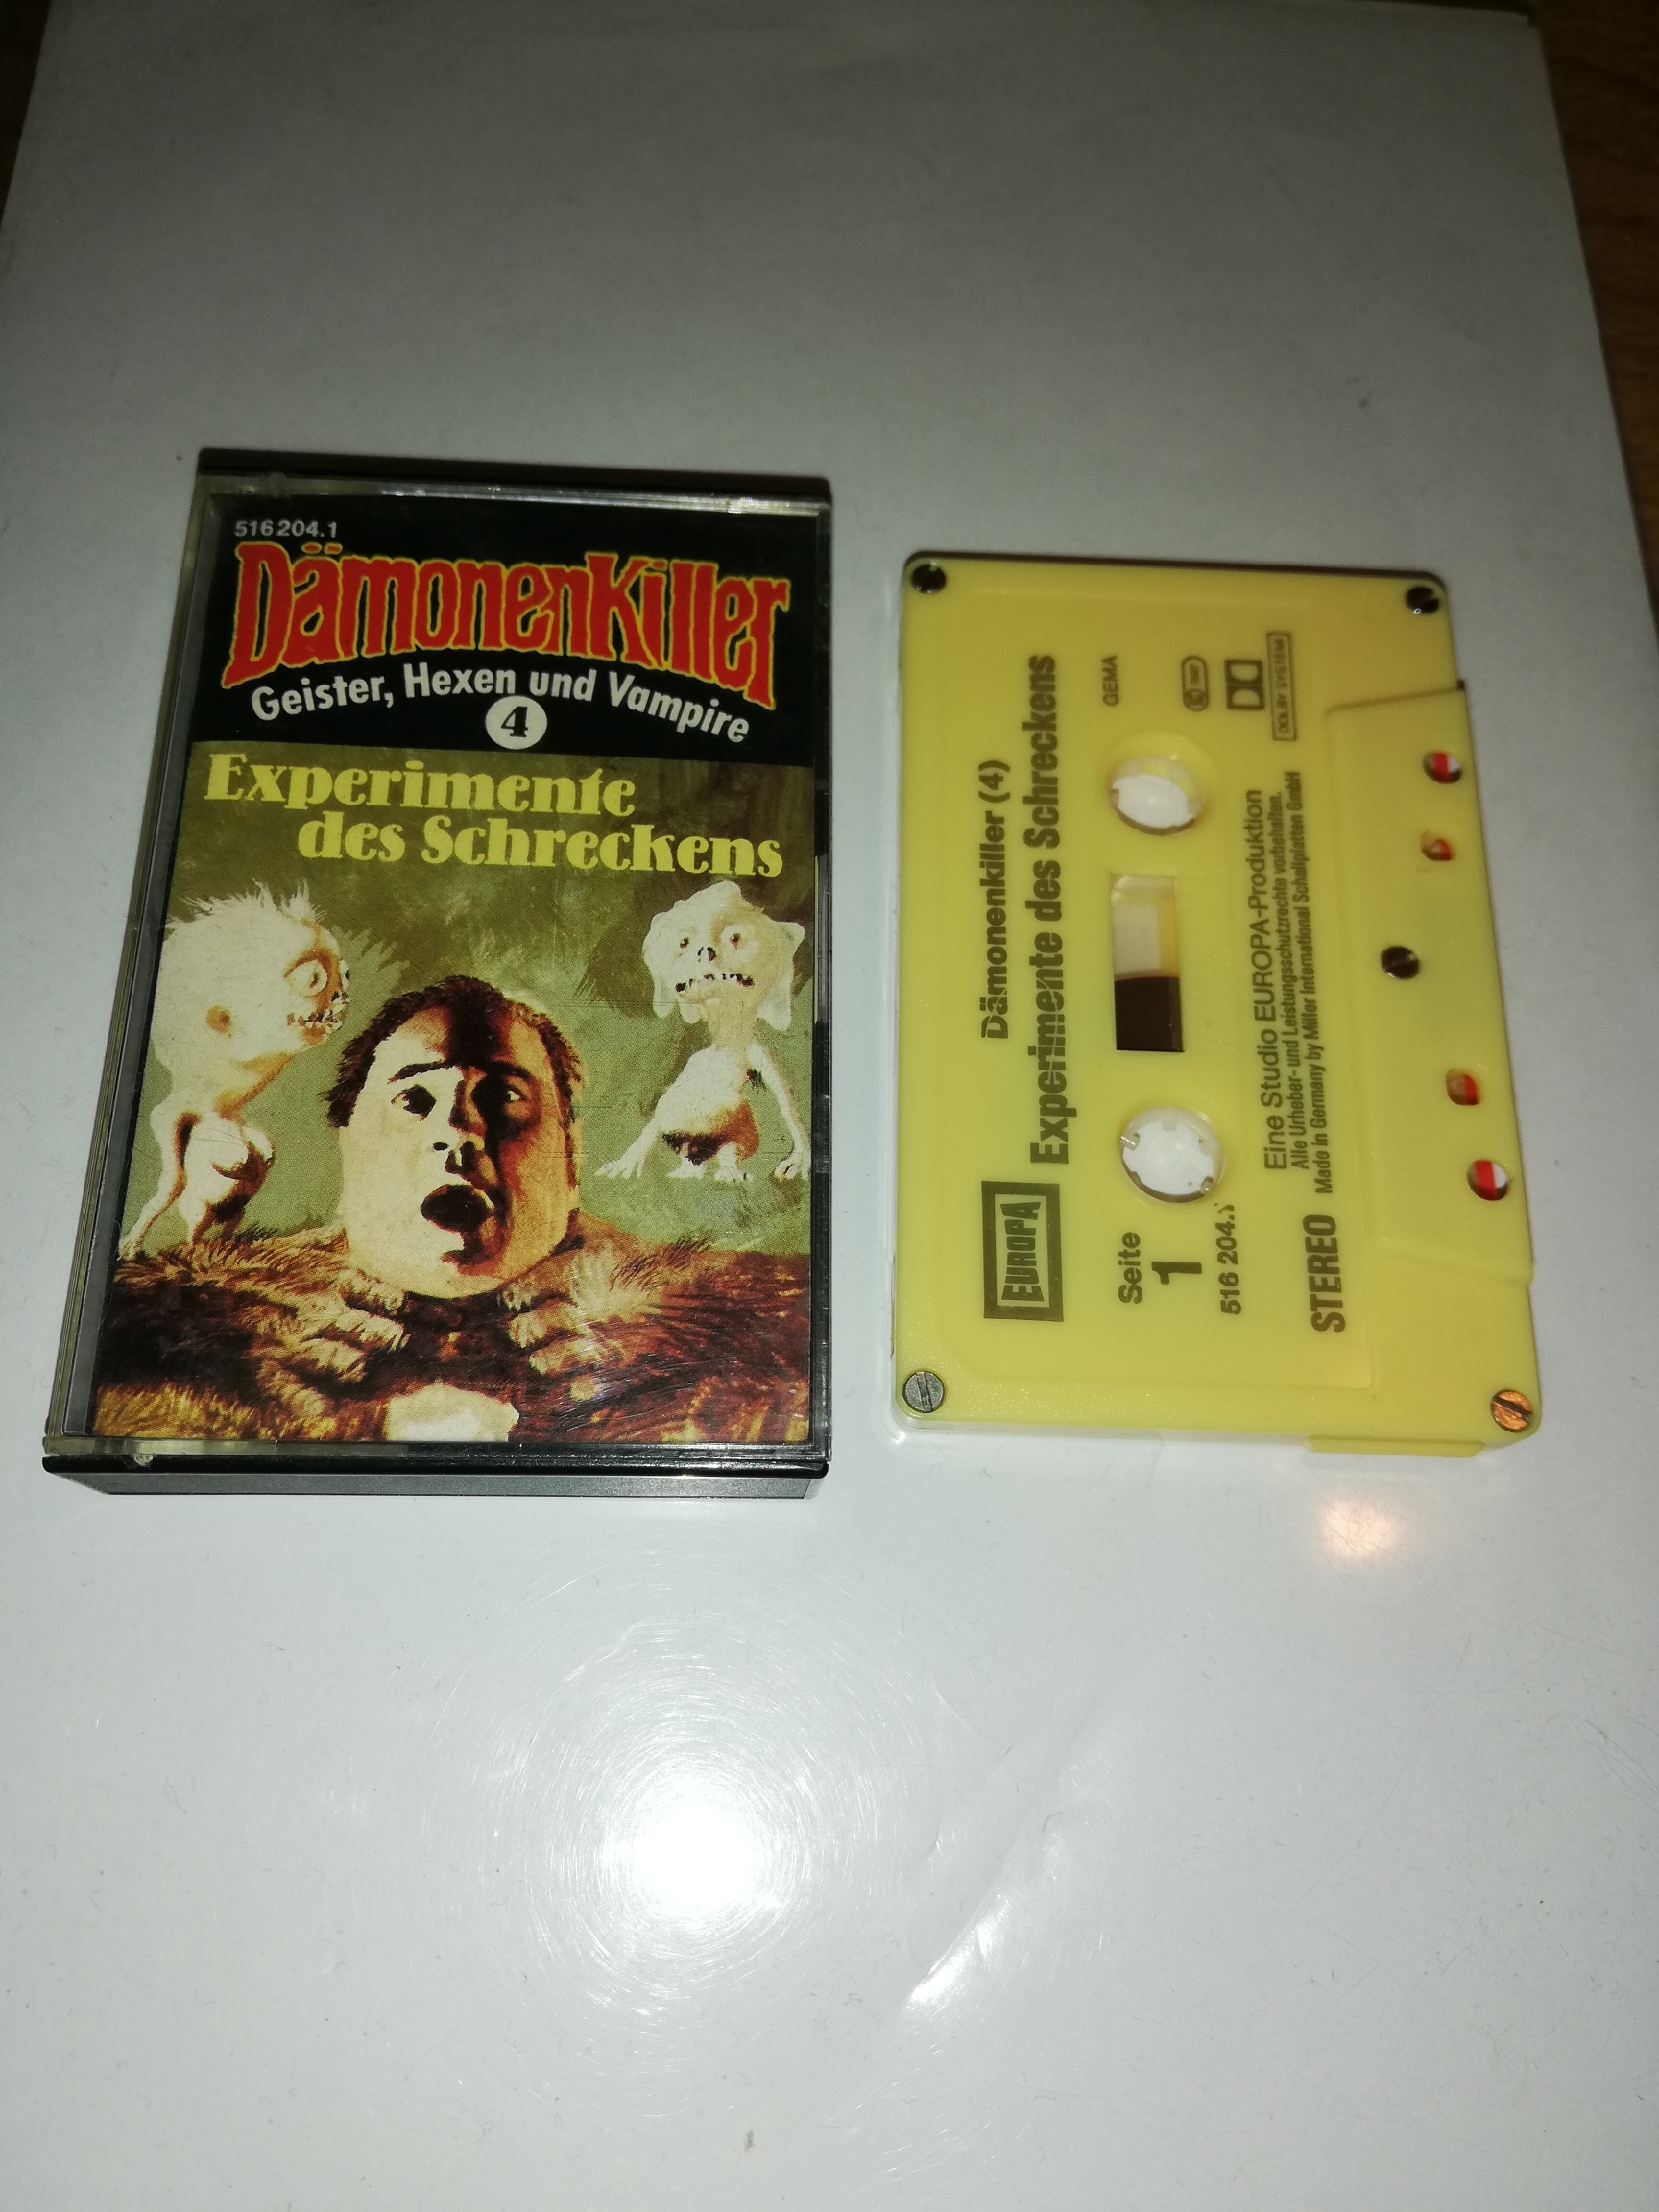 516 204.1
Dämonenkiller
Geister, Hexen und Vampire
4
Experimente
des Schreckens
Dämonenkiller (4)
EUROPA Experimente des Schreckens
Seite
1
GEMA
516 204.
DOLBY SYSTEM
Eine Studio EUROPA-Produktion
Alle Urheber- und Leistungsschutzrechte vorbehalten.
STEREO Made in Germany by Miller International Schallplatten GmbH